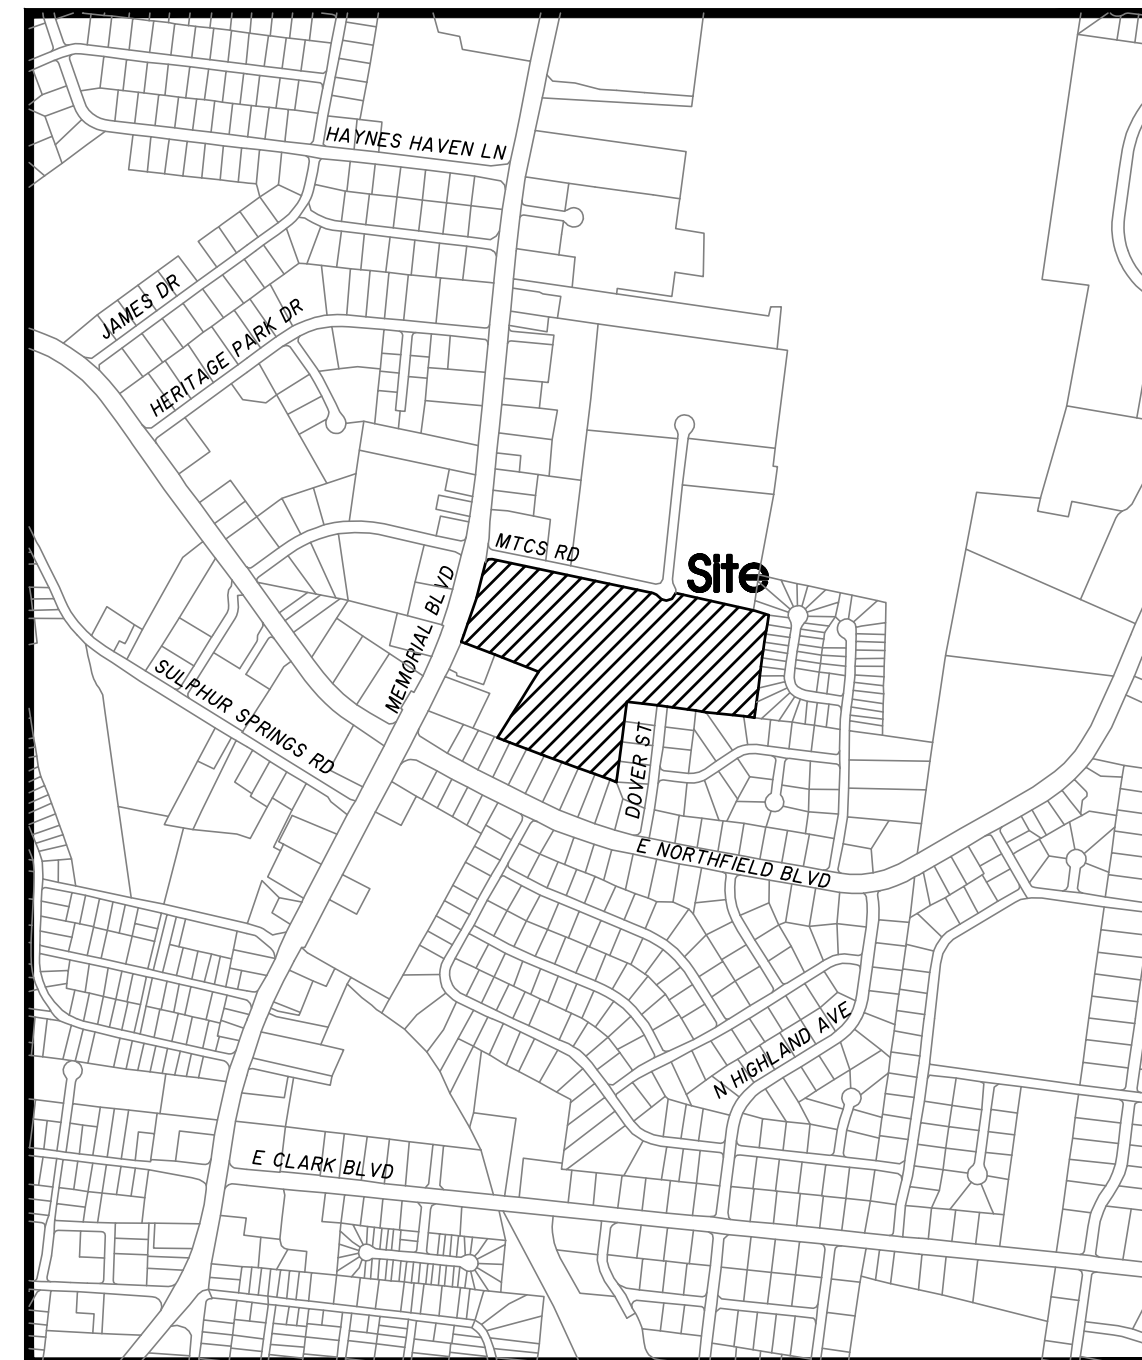 HAYNES HAVEN LN
JAMES DR
HERITAGE PARK DR
MTCS RD
Site
MEMORIAL BLVD
SULPHUR SPRINGS RD
DOVER ST
E NORTHFIELD BLVD
N HIGHLAND AVE
E CLARK BLVD